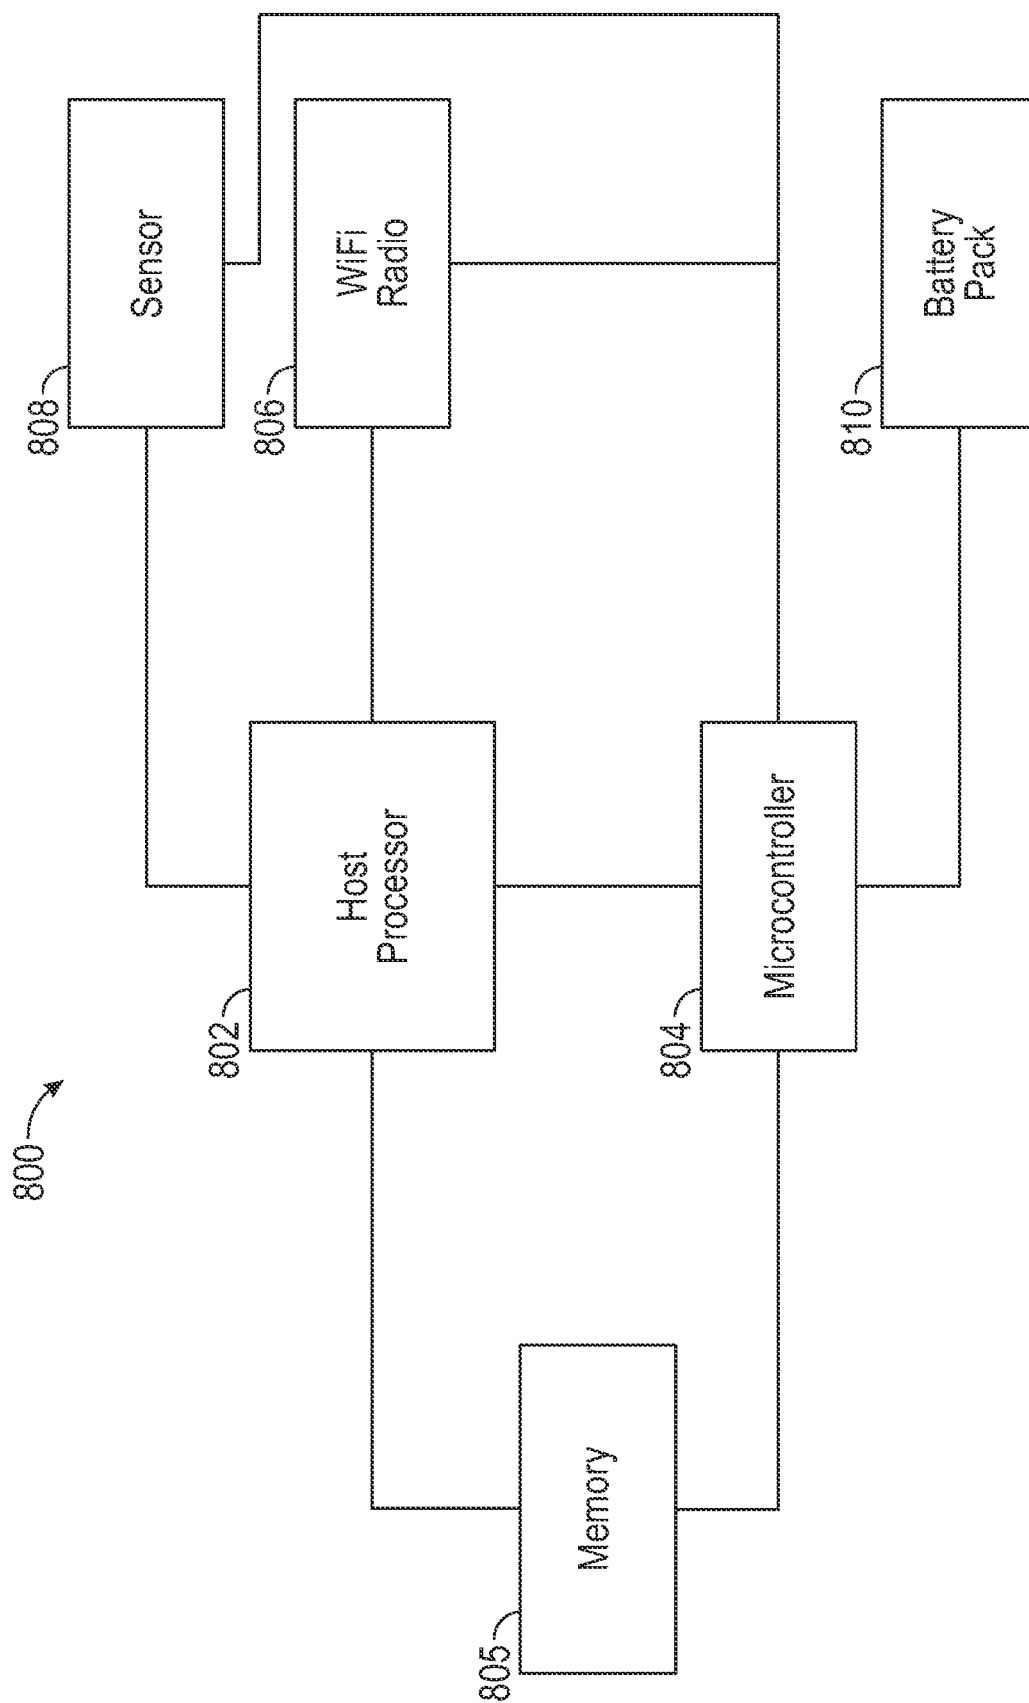 800
805
Memory
802
Host
Processor
804
Microcontroller
808
Sensor
806
WiFi
Radio
810
Battery
Pack